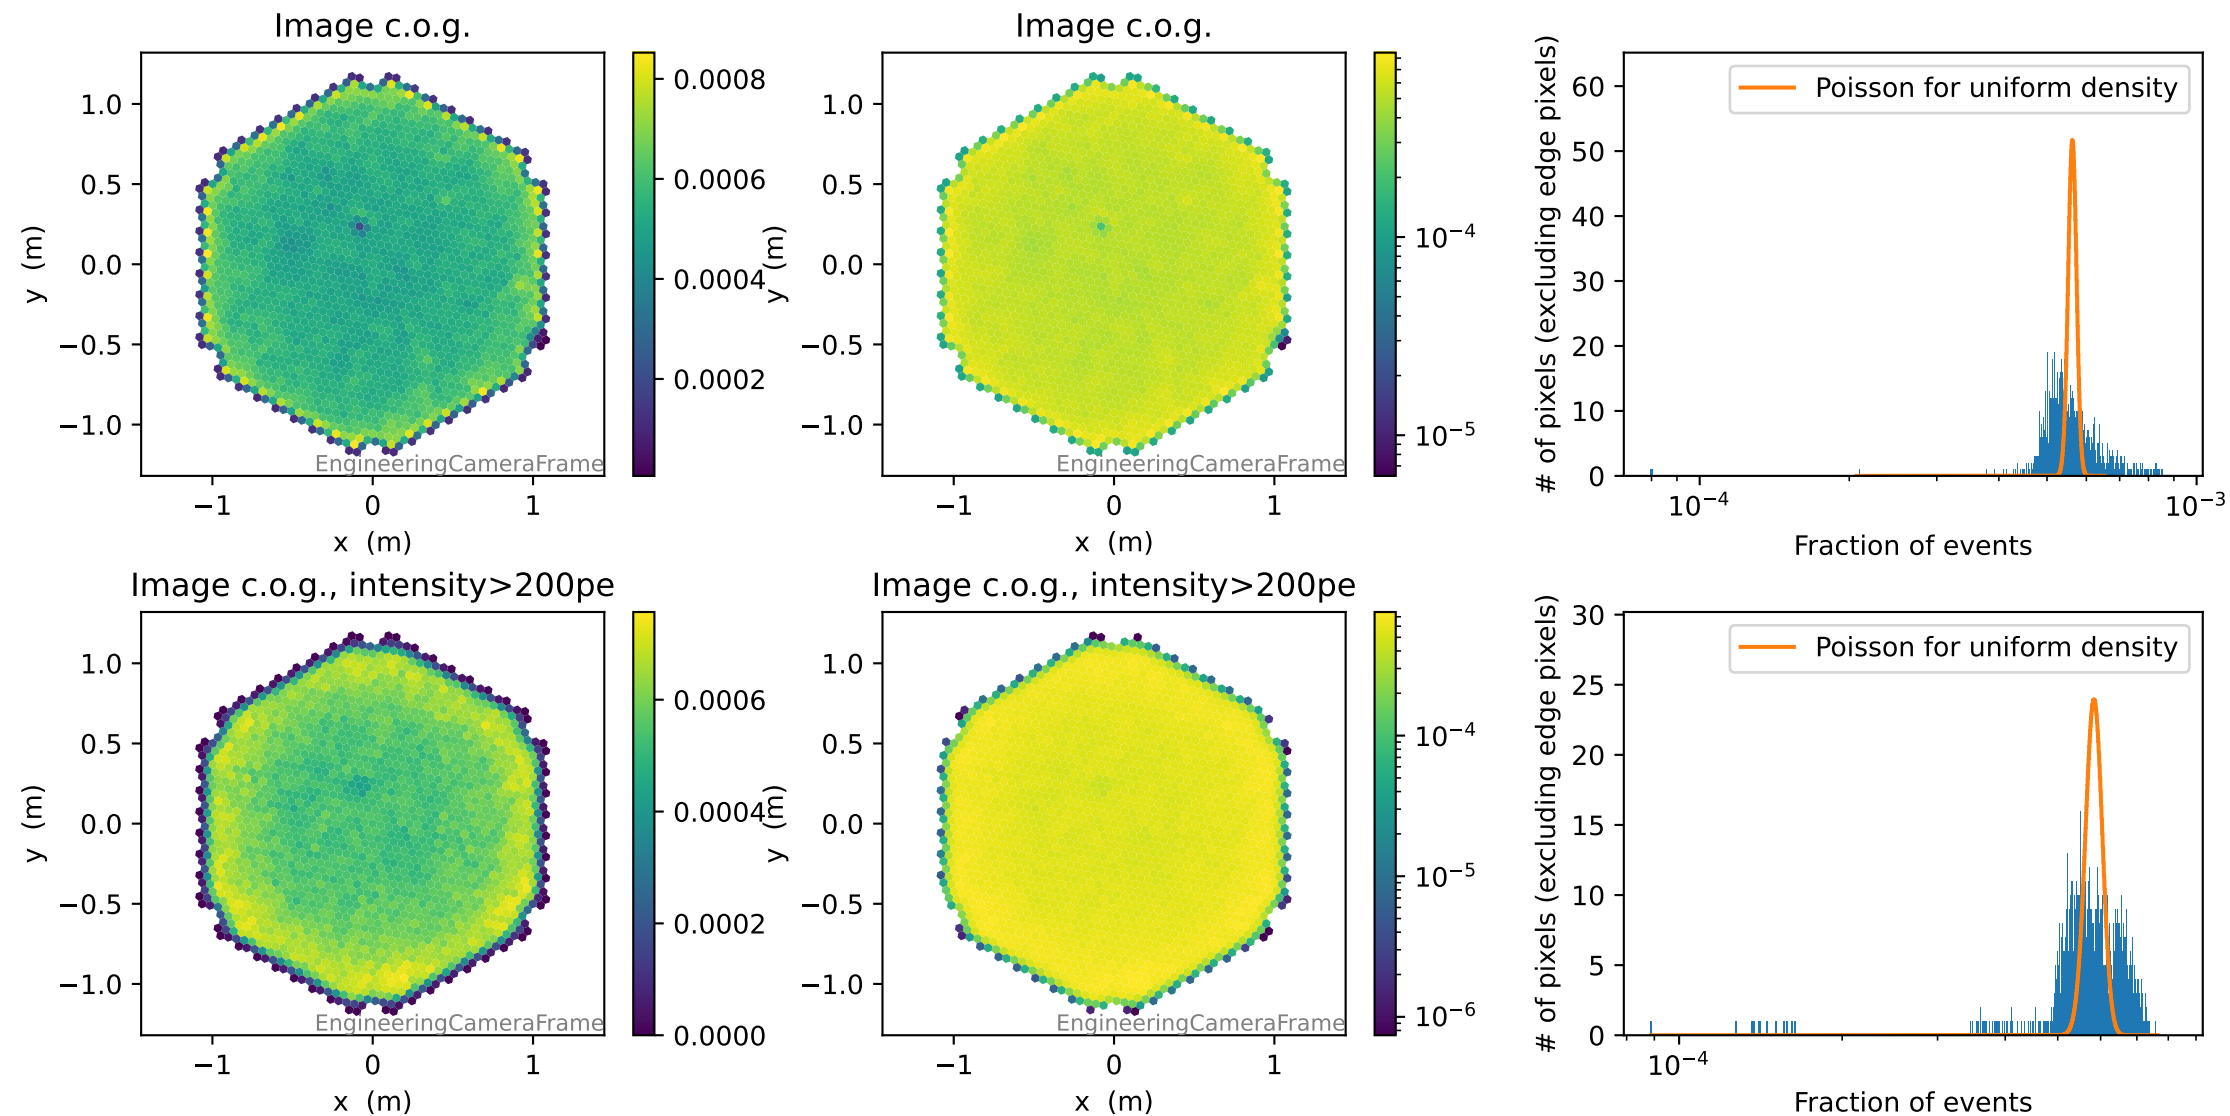 Image c.o.g.
1.0
0.5
0.0
−0.5
−1.0
y (m)
−1 0 1
x (m)
EngineeringCameraFrame
0.0008
0.0006
0.0004
0.0002
Image c.o.g.
1.0
0.5
0.0
−0.5
−1.0
y (m)
−1 0 1
x (m)
EngineeringCameraFrame
10⁻⁴
10⁻⁵
# of pixels (excluding edge pixels)
60
50
40
30
20
10
0
Poisson for uniform density
10⁻⁴ 10⁻³
Fraction of events
Image c.o.g., intensity>200pe
1.0
0.5
0.0
−0.5
−1.0
y (m)
−1 0 1
x (m)
EngineeringCameraFrame
0.0006
0.0004
0.0002
0.0000
Image c.o.g., intensity>200pe
1.0
0.5
0.0
−0.5
−1.0
y (m)
−1 0 1
x (m)
EngineeringCameraFrame
10⁻⁴
10⁻⁵
10⁻⁶
# of pixels (excluding edge pixels)
30
25
20
15
10
5
0
Poisson for uniform density
10⁻⁴
Fraction of events